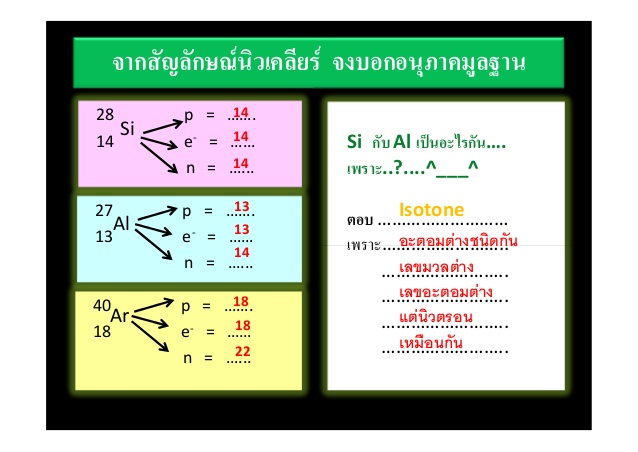 จากสัญลักษณ์นิวเคลียร์ จงบอกอนุภาคมูลฐาน
28
14 Si
p = 14
e- = 14
n = 14
27
13 Al
p = 13
e- = 13
n = 14
40
18 Ar
p = 18
e- = 18
n = 22
Si กับ Al เป็นอะไรกัน....
เพราะ..?....^___^
ตอบ Isotone
เพราะ อะตอมต่างชนิดกัน
เลขมวลต่าง
เลขอะตอมต่าง
แต่นิวตรอน
เหมือนกัน